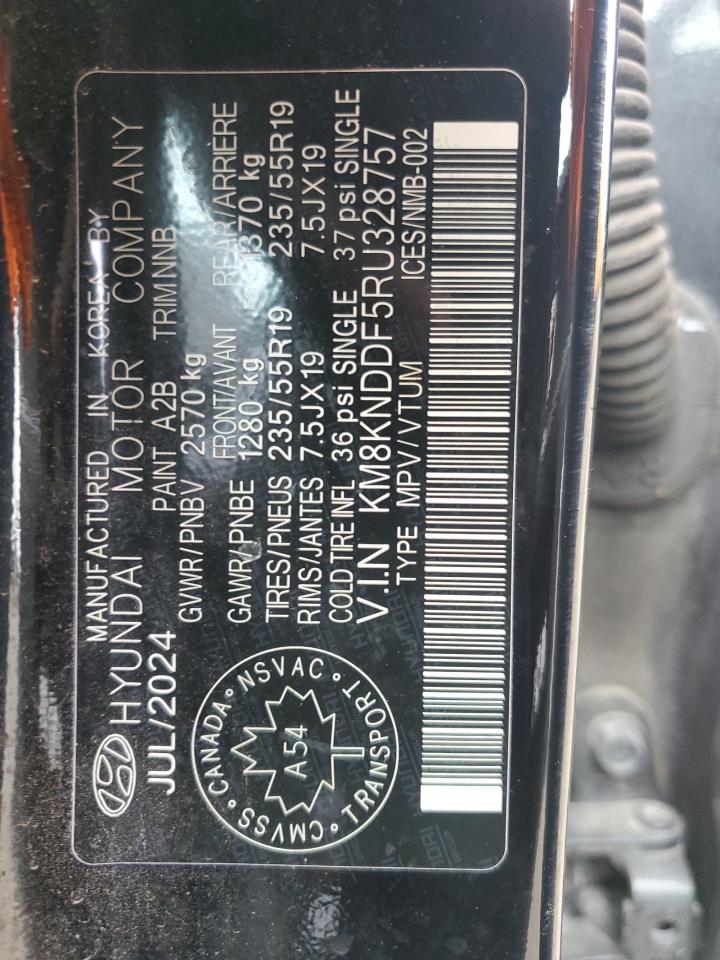 MANUFACTURED IN KOREA BY
HYUNDAI MOTOR COMPANY
JUL/2024 PAINT A2B TRIM NNB
GVWR/PNBV 2570 kg
FRONT/AVANT REAR/ARRIÈRE
GAWR/PNBE 1280 kg 1370 kg
TIRES/PNEUS 235/55R19 235/55R19
RIMS/JANTES 7.5JX19 7.5JX19
COLD TIRE INFL 36 psi SINGLE 37 psi SINGLE
V.I.N KM8KNDDF5RU328757
TYPE MPV/VTUM ICES/NMB-002
CMVSS • CANADA • NSVAC • TRANSPORT •
A54